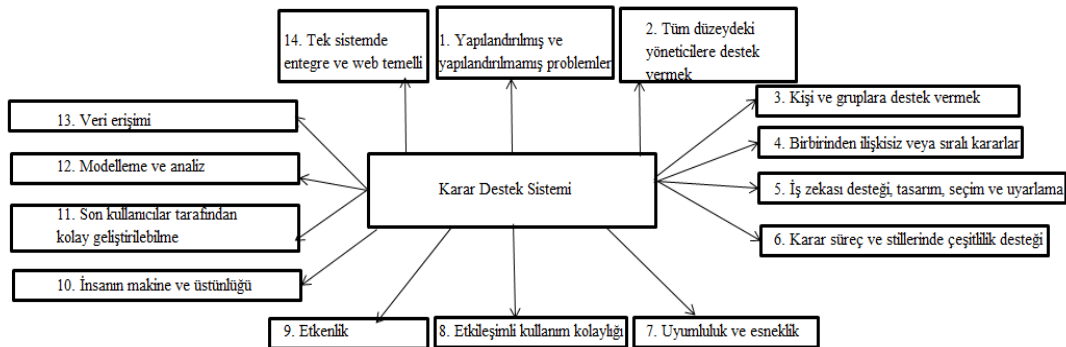 14. Tek sistemde
entegre ve web temelli
1. Yapılandırılmış ve
yapılandırılmamış problemler
2. Tüm düzeydeki
yöneticilere destek
vermek
3. Kişi ve gruplara destek vermek
4. Birbirinden ilişkisiz veya sıralı kararlar
5. İş zekası desteği, tasarım, seçim ve uyarlama
6. Karar süreç ve stillerinde çeşitlilik desteği
7. Uyumluluk ve esneklik
8. Etkileşimli kullanım kolaylığı
9. Etkenlik
10. İnsanın makine ve üstünlüğü
11. Son kullanıcılar tarafından
kolay geliştirilebilme
12. Modelleme ve analiz
13. Veri erişimi
Karar Destek Sistemi